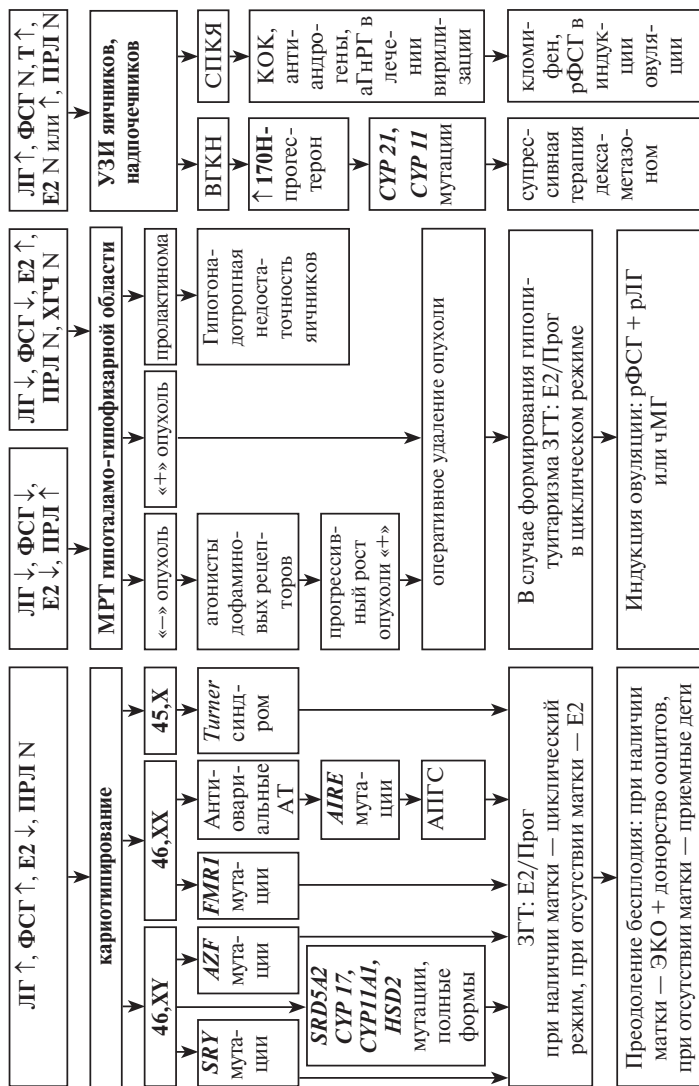 ЛГ ↑, ФСГ ↑, Е2 ↓, ПРЛ N
кариотипирование
46,XY
46,XX
45,X
SRY
мута-
ции
AZF
мута-
ции
FMR1
мута-
ции
Анти-
овари-
альные
АТ
Turner
синд-
ром
SRD5A2
CYP 17,
CYP11A1,
HSD2
мутации,
полные
формы
AIRE
мута-
ции
АПГС
ЗГТ: Е2/Прог
при наличии матки — циклический
режим, при отсутствии матки — Е2
Преодоление бесплодия: при наличии
матки — ЭКО + донорство ооцитов,
при отсутствии матки — приемные дети
ЛГ ↓, ФСГ ↓,
Е2 ↓, ПРЛ ↑
ЛГ ↓, ФСГ ↓, Е2 ↑,
ПРЛ N, ХГЧ N
МРТ гипоталамо-гипофизарной области
«–» опухоль
«+» опухоль
пролактинома
агонисты
дофамино-
вых рецеп-
торов
Гипогона-
дотропная
недоста-
точность
яичников
прогрессив-
ный рост
опухоли «+»
оперативное удаление опухоли
В случае формирования гипопи-
туитаризма ЗГТ: Е2/Прог
в циклическом режиме
Индукция овуляции: рФСГ + рЛГ
или чМГ
ЛГ ↑, ФСГ N, Т ↑,
Е2 N или ↑, ПРЛ N
УЗИ яичников,
надпочечников
ВГКН
СПКЯ
↑ 17ОН-
прогес-
терон
КОК,
анти-
андро-
гены,
аГнРГ в
лече-
нии
вирили-
зации
CYP 21,
CYP 11
мутации
супрес-
сивная
терапия
декса-
метазо-
ном
кломи-
фен,
рФСГ в
индук-
ции
овуля-
ции